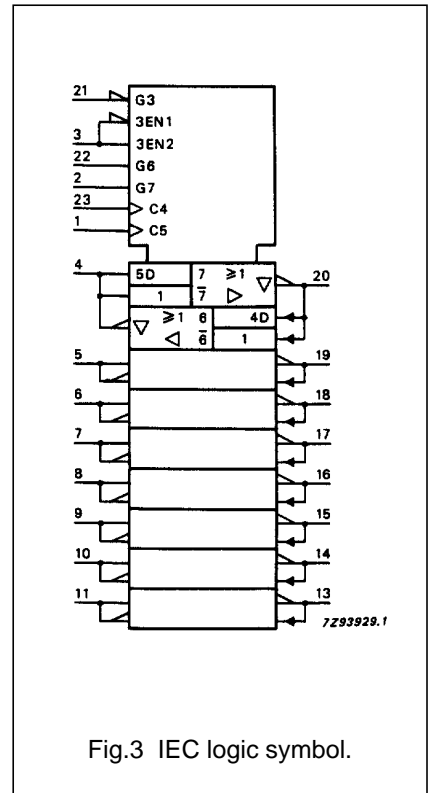 21 G3
3EN1
3 3EN2
22 G6
2 G7
23 C4
1 C5
4 5D 7 ≥1 20
1 7̅
≥1 6 4D
6̅ 1
5 19
6 18
7 17
8 16
9 15
10 14
11 13
7Z93929.1
Fig.3 IEC logic symbol.